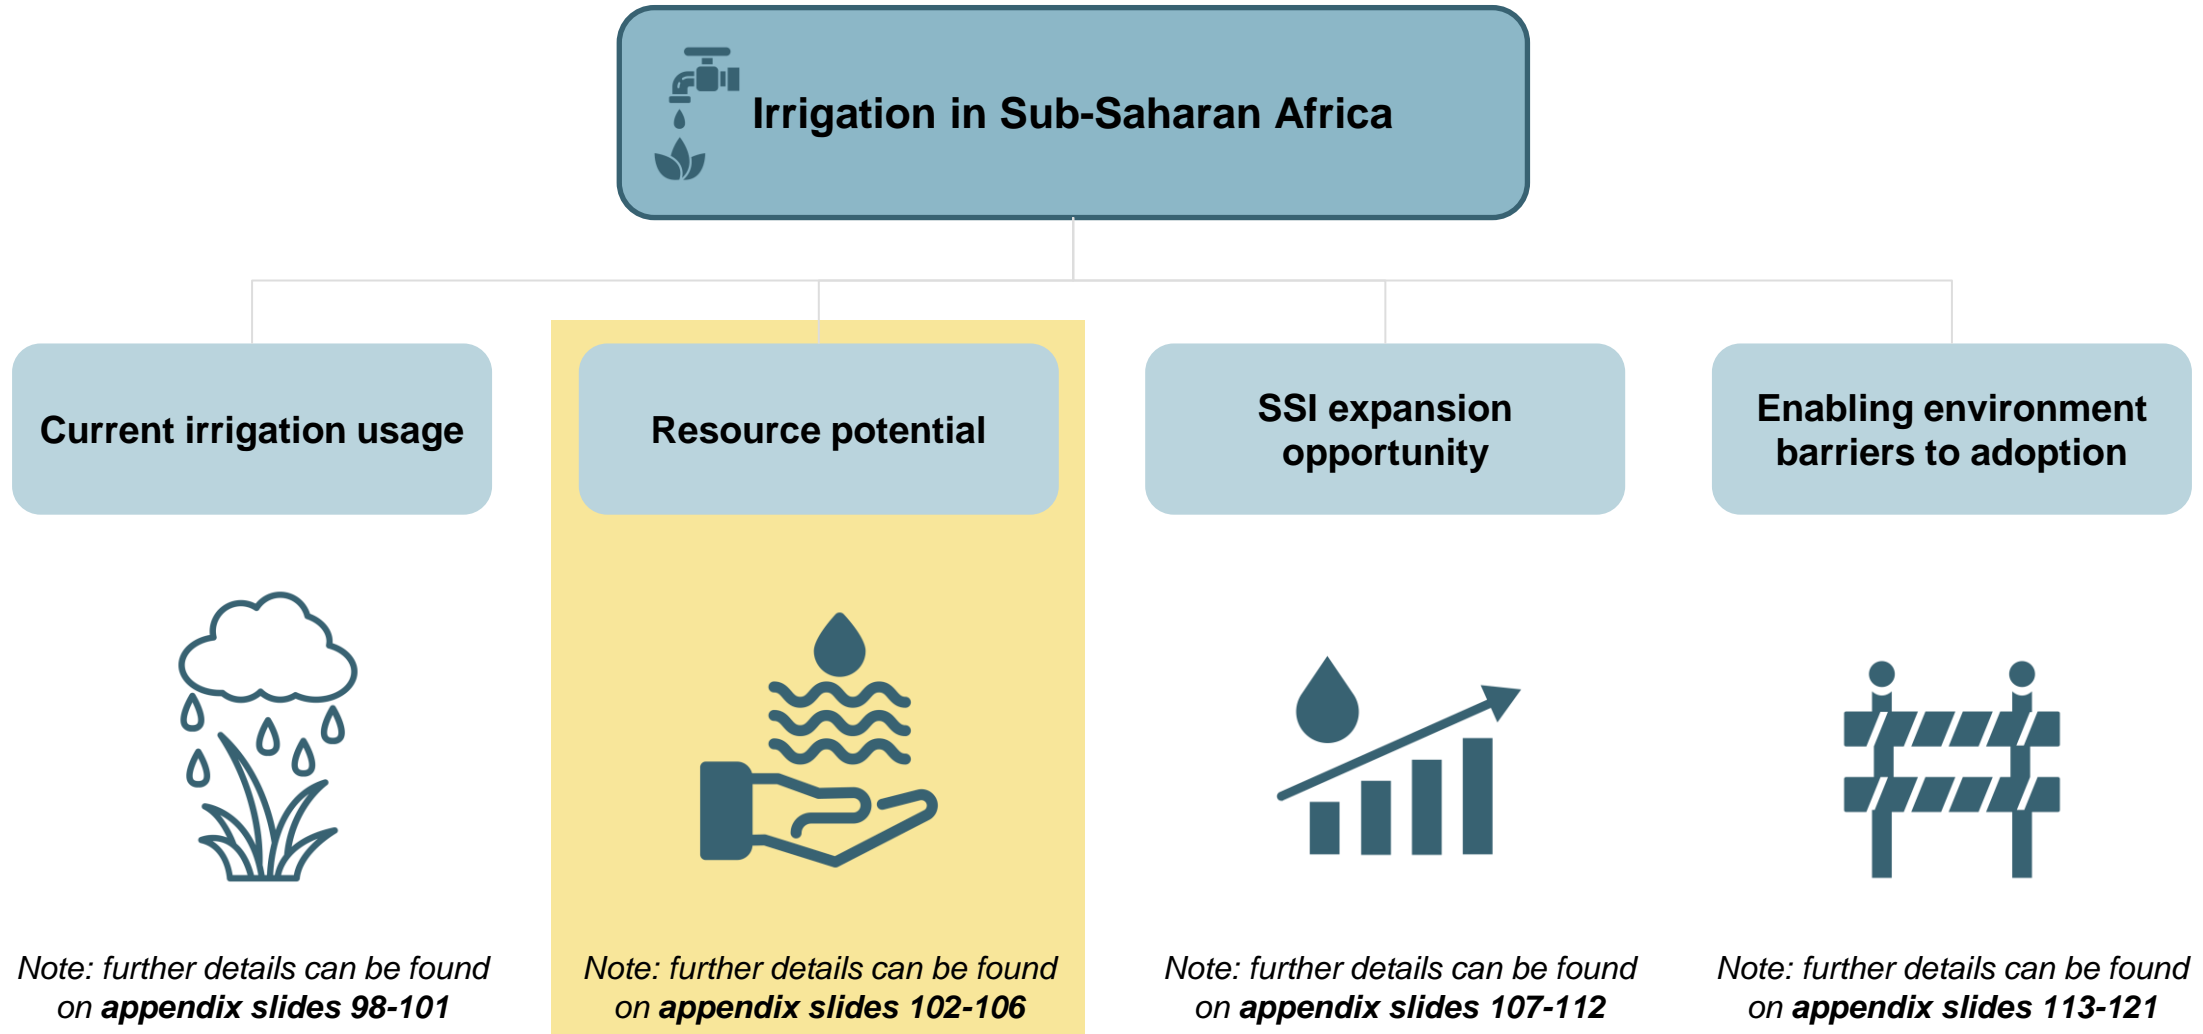 Irrigation in Sub-Saharan Africa
Current irrigation usage
Resource potential
SSI expansion
opportunity
Enabling environment
barriers to adoption
Note: further details can be found
on appendix slides 98-101
Note: further details can be found
on appendix slides 102-106
Note: further details can be found
on appendix slides 107-112
Note: further details can be found
on appendix slides 113-121